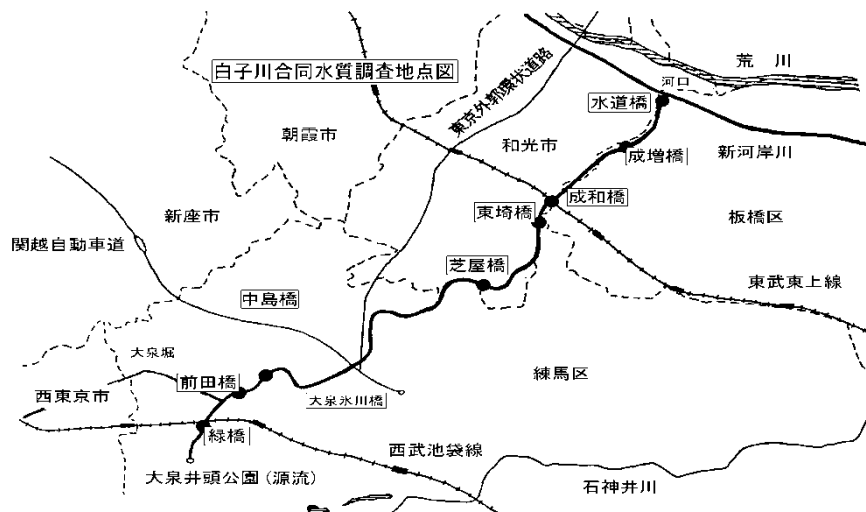 荒　川
河口
白子川合同水質調査地点図
東京外郭環状道路
水道橋
朝霞市
和光市
成増橋
新河岸川
成和橋
新座市
東埼橋
板橋区
関越自動車道
芝屋橋
東武東上線
中島橋
大泉堀
前田橋
練馬区
西東京市
大泉氷川橋
緑橋
西武池袋線
大泉井頭公園(源流)
石神井川